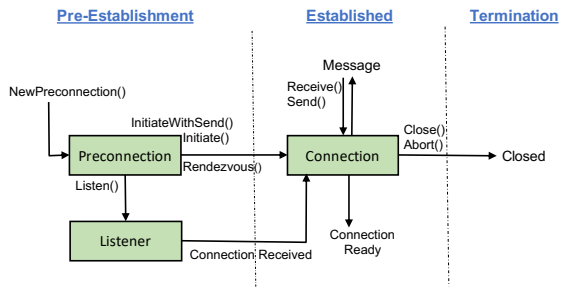 Pre-Establishment
Established
Termination
Message
NewPreconnection()
Receive()
Send()
InitiateWithSend()
Initiate()
Close()
Abort()
Preconnection
Connection
Closed
Rendezvous()
Listen()
Listener
Connection
Ready
Connection Received